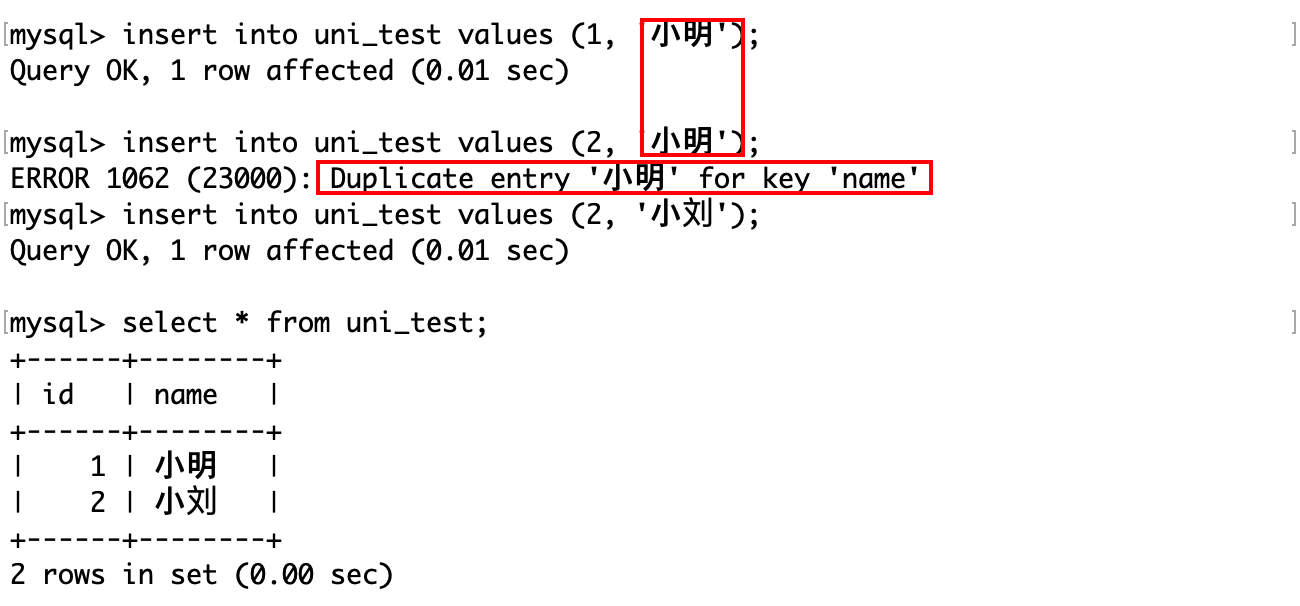 mysql> insert into uni_test values (1, '小明');
Query OK, 1 row affected (0.01 sec)
mysql> insert into uni_test values (2, '小明');
ERROR 1062 (23000): Duplicate entry '小明' for key 'name'
mysql> insert into uni_test values (2, '小刘');
Query OK, 1 row affected (0.01 sec)
mysql> select * from uni_test;
+------+--------+
| id   | name   |
+------+--------+
|    1 | 小明   |
|    2 | 小刘   |
+------+--------+
2 rows in set (0.00 sec)